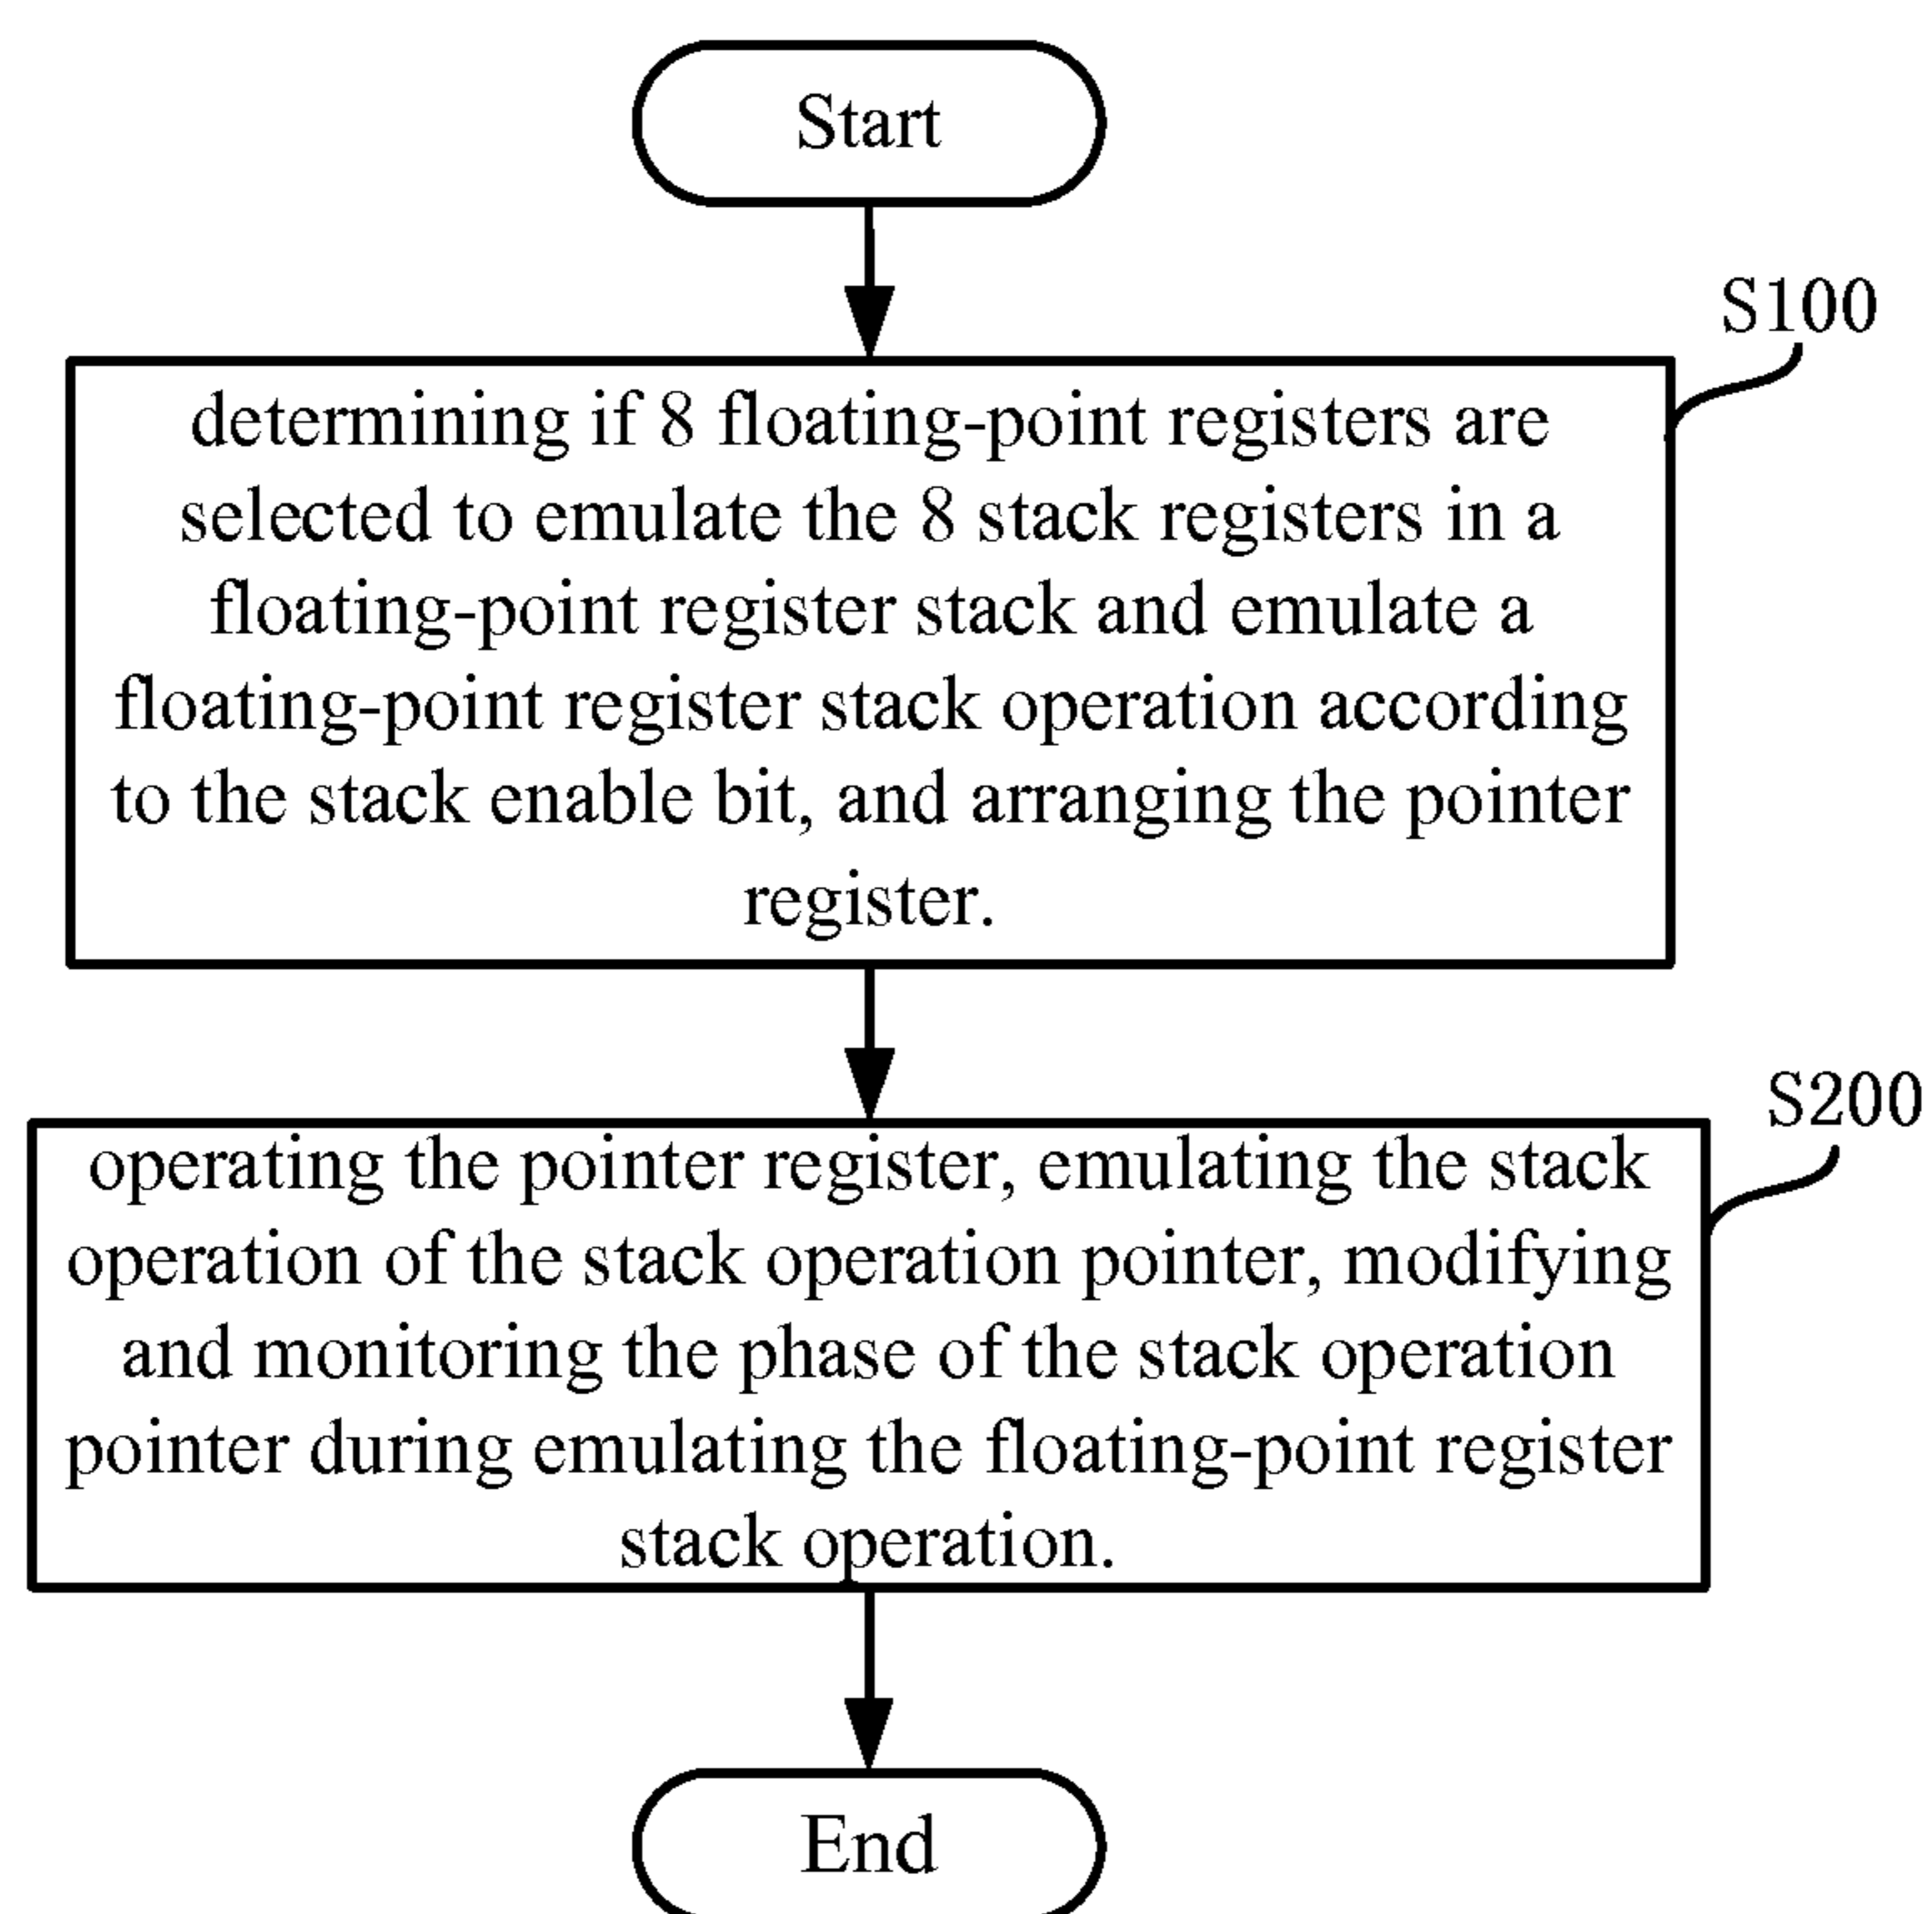 Start
S100
determining if 8 floating-point registers are
selected to emulate the 8 stack registers in a
floating-point register stack and emulate a
floating-point register stack operation according
to the stack enable bit, and arranging the pointer
register.
S200
operating the pointer register, emulating the stack
operation of the stack operation pointer, modifying
and monitoring the phase of the stack operation
pointer during emulating the floating-point register
stack operation.
End